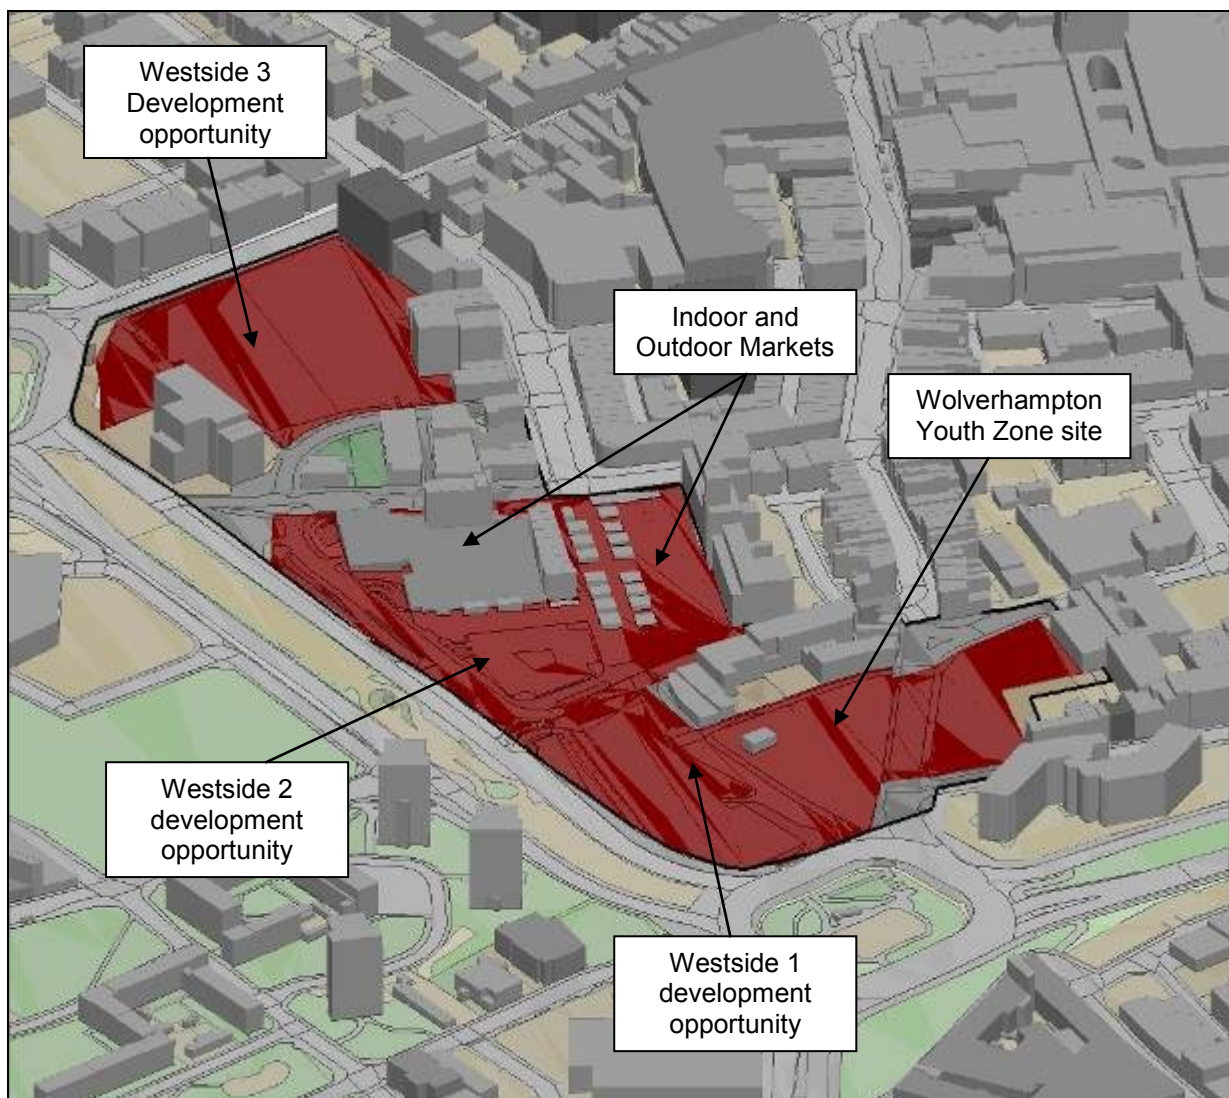 Westside 3
Development
opportunity
Indoor and
Outdoor Markets
Wolverhampton
Youth Zone site
Westside 2
development
opportunity
Westside 1
development
opportunity